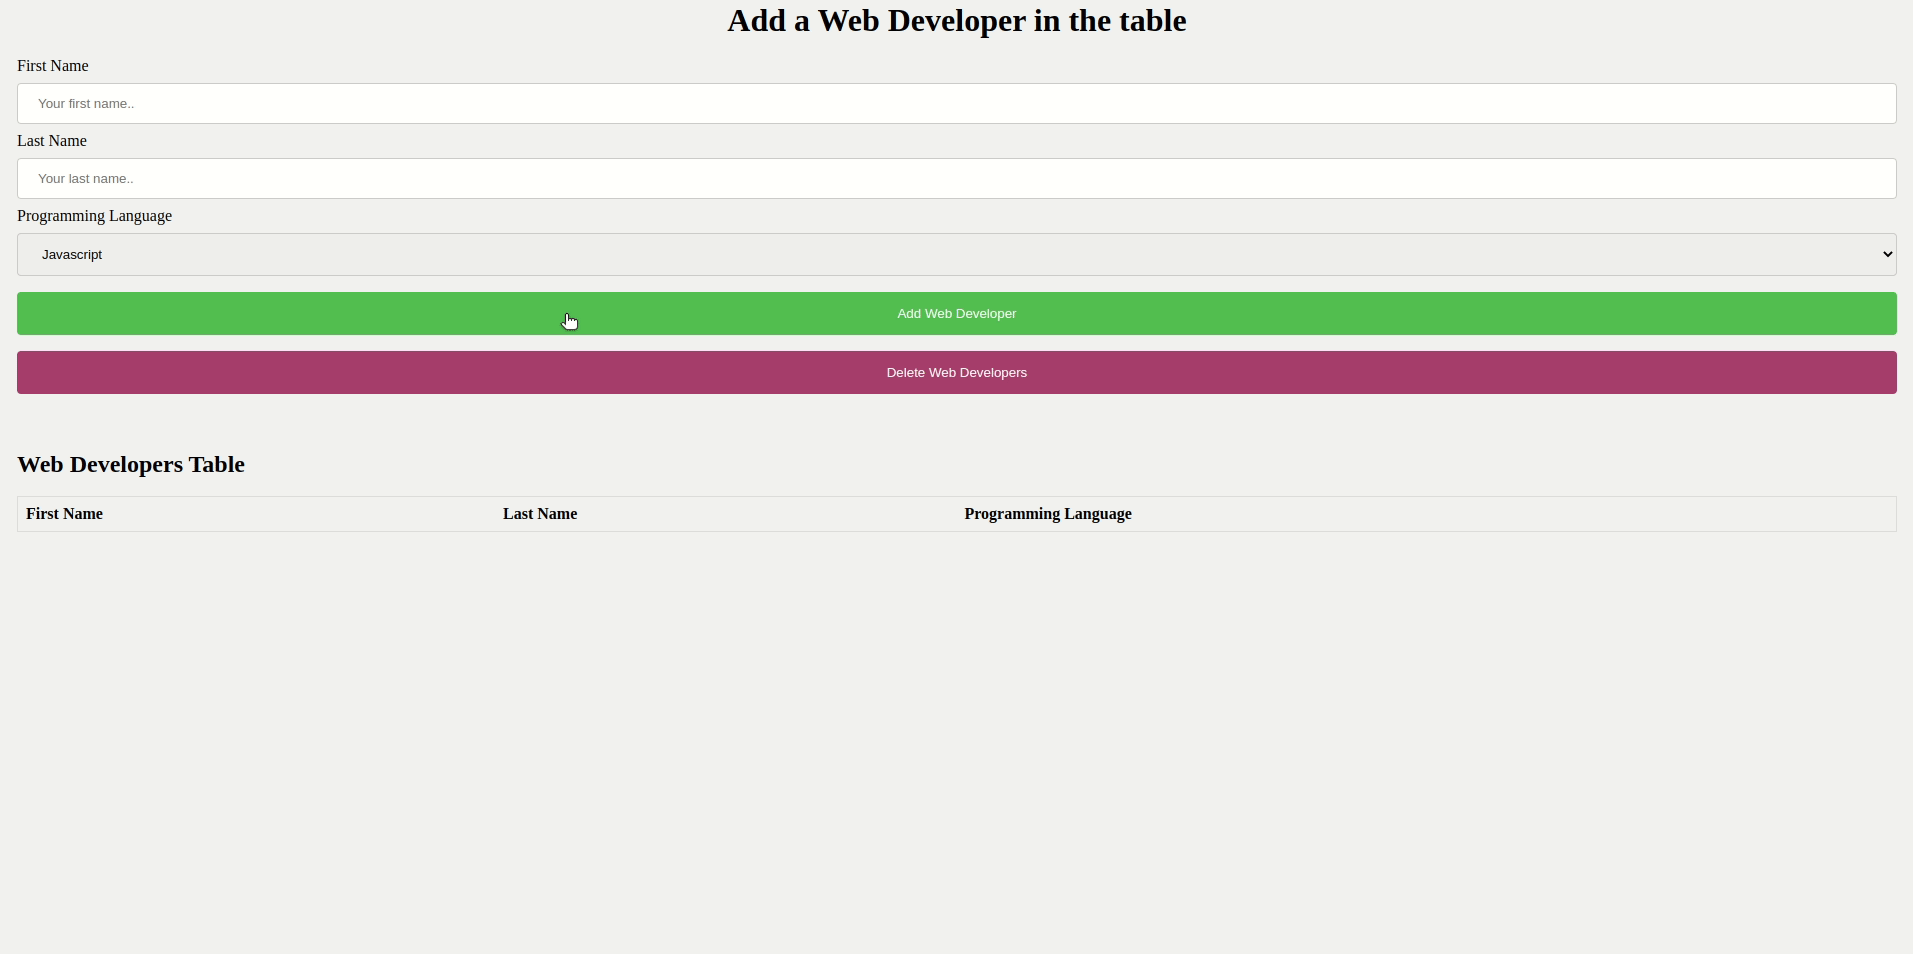 Add a Web Developer in the table
First Name
Your first name..
Last Name
Your last name..
Programming Language
Javascript
Add Web Developer
Delete Web Developers
Web Developers Table
First Name Last Name Programming Language